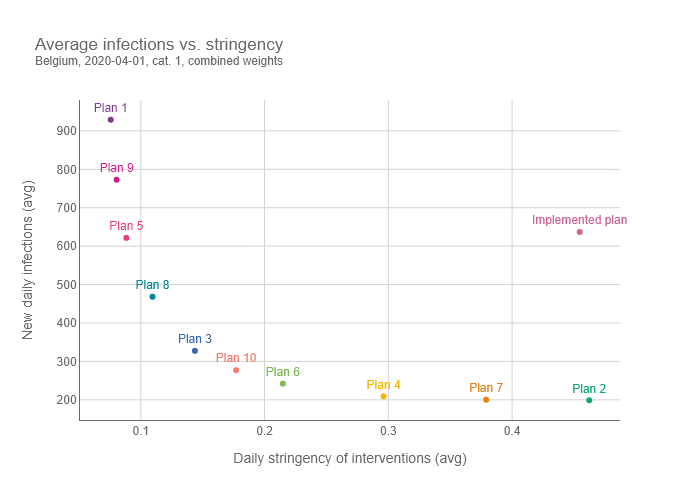 Average infections vs. stringency
Belgium, 2020-04-01, cat. 1, combined weights
Plan 1
900
Plan 9
800
700
Implemented plan
Plan 5
600
500
Plan 8
400
Plan 3
300
Plan 10
Plan 6
Plan 4
Plan 7
Plan 2
200
New daily infections (avg)
0.1
0.2
0.3
0.4
Daily stringency of interventions (avg)